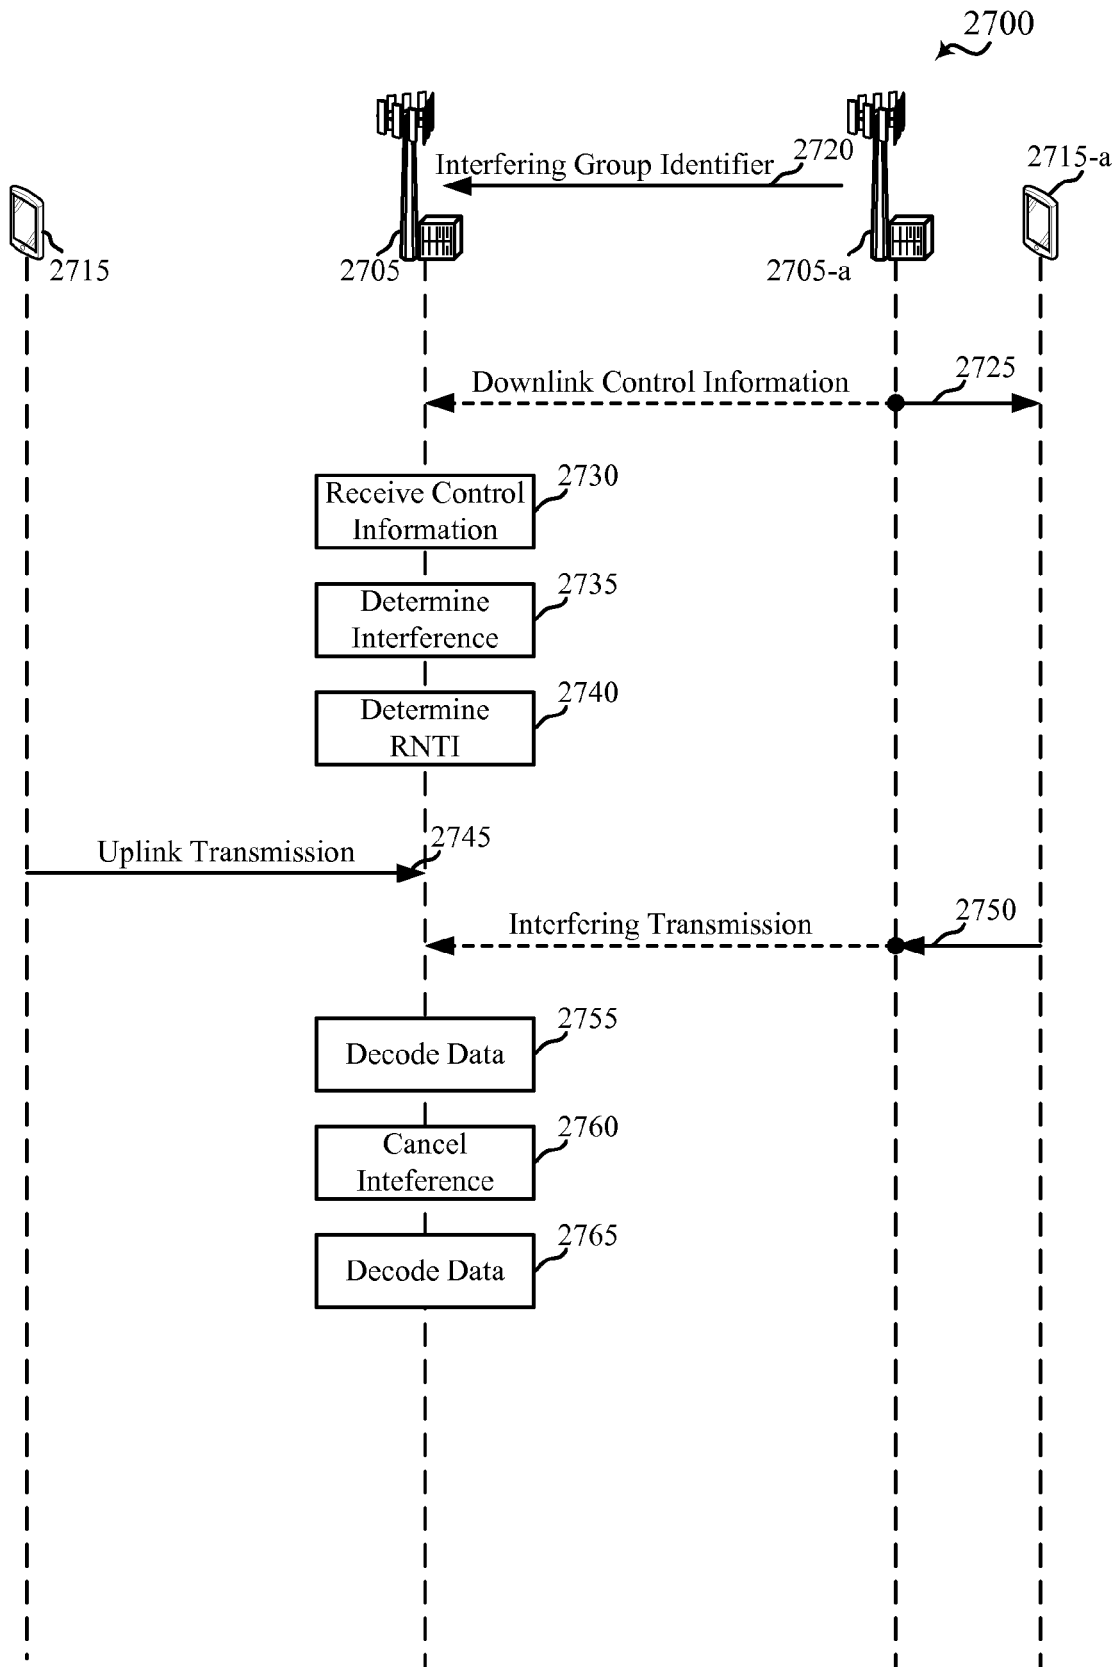 2700
Interfering Group Identifier
2720
2715-a
2715
2705
2705-a
Downlink Control Information
2725
Receive Control
Information
2730
Determine
Interference
2735
Determine
RNTI
2740
Uplink Transmission
2745
Interfering Transmission
2750
Decode Data
2755
Cancel
Inteference
2760
Decode Data
2765